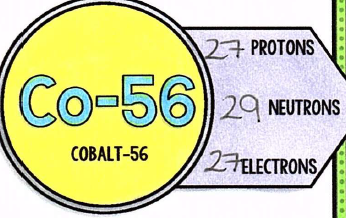 27 PROTONS
Co-56
29 NEUTRONS
COBALT-56
27 ELECTRONS